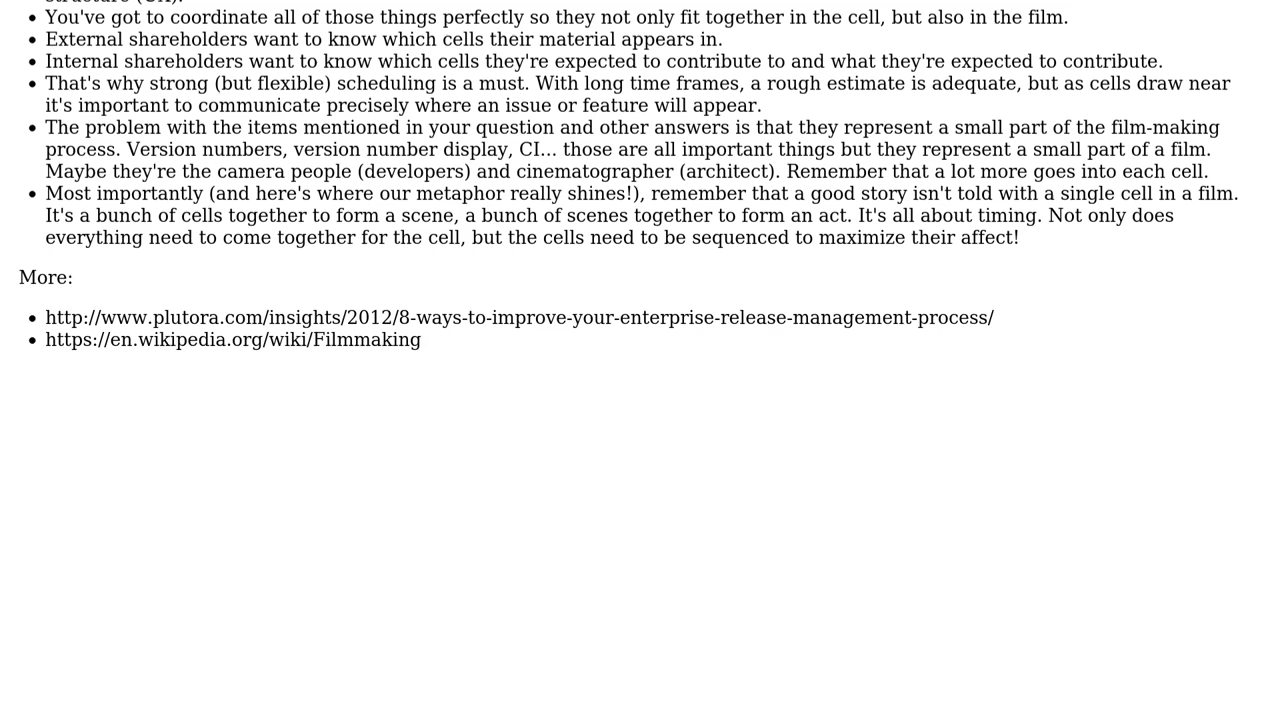 structure (UX).
• You've got to coordinate all of those things perfectly so they not only fit together in the cell, but also in the film.
• External shareholders want to know which cells their material appears in.
• Internal shareholders want to know which cells they're expected to contribute to and what they're expected to contribute.
• That's why strong (but flexible) scheduling is a must. With long time frames, a rough estimate is adequate, but as cells draw near
it's important to communicate precisely where an issue or feature will appear.
• The problem with the items mentioned in your question and other answers is that they represent a small part of the film-making
process. Version numbers, version number display, CI... those are all important things but they represent a small part of a film.
Maybe they're the camera people (developers) and cinematographer (architect). Remember that a lot more goes into each cell.
• Most importantly (and here's where our metaphor really shines!), remember that a good story isn't told with a single cell in a film.
It's a bunch of cells together to form a scene, a bunch of scenes together to form an act. It's all about timing. Not only does
everything need to come together for the cell, but the cells need to be sequenced to maximize their affect!
More:
• http://www.plutora.com/insights/2012/8-ways-to-improve-your-enterprise-release-management-process/
• https://en.wikipedia.org/wiki/Filmmaking